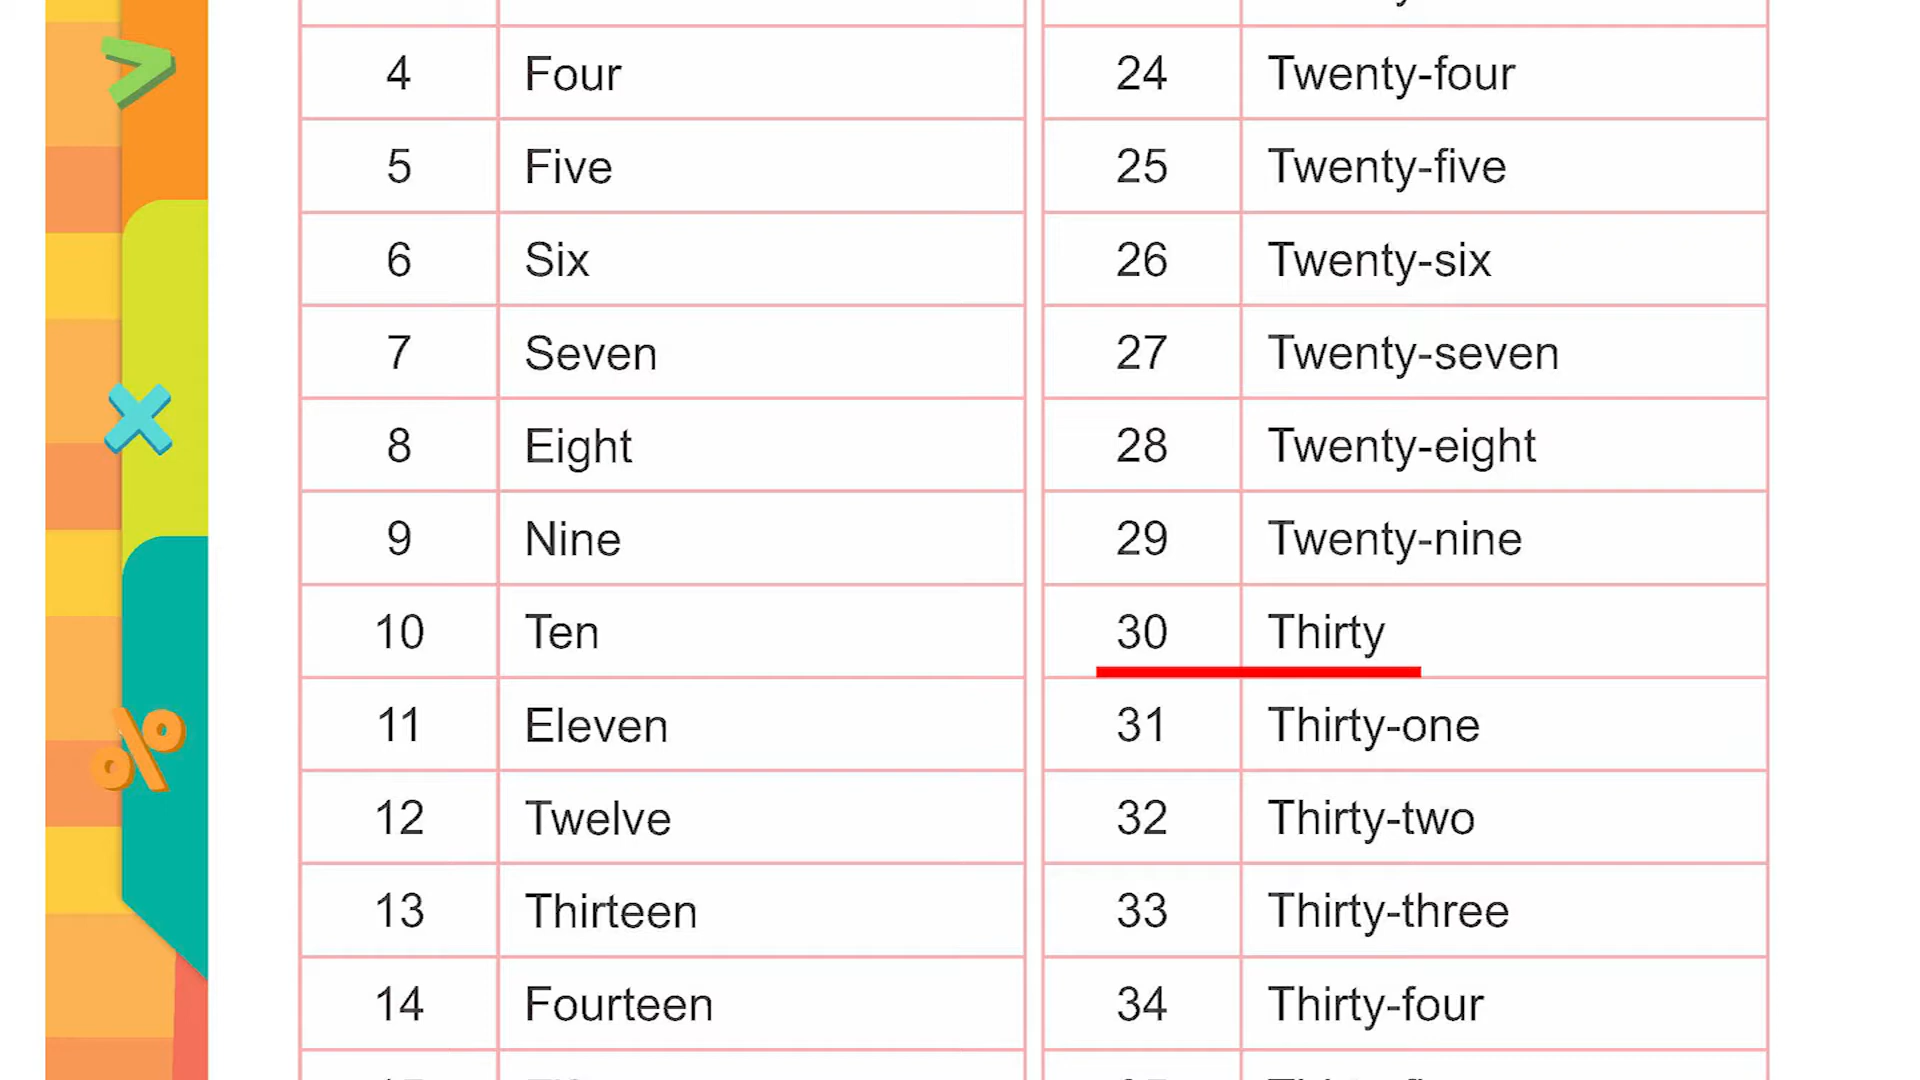 4 Four 24 Twenty-four
5 Five 25 Twenty-five
6 Six 26 Twenty-six
7 Seven 27 Twenty-seven
8 Eight 28 Twenty-eight
9 Nine 29 Twenty-nine
10 Ten 30 Thirty
11 Eleven 31 Thirty-one
12 Twelve 32 Thirty-two
13 Thirteen 33 Thirty-three
14 Fourteen 34 Thirty-four